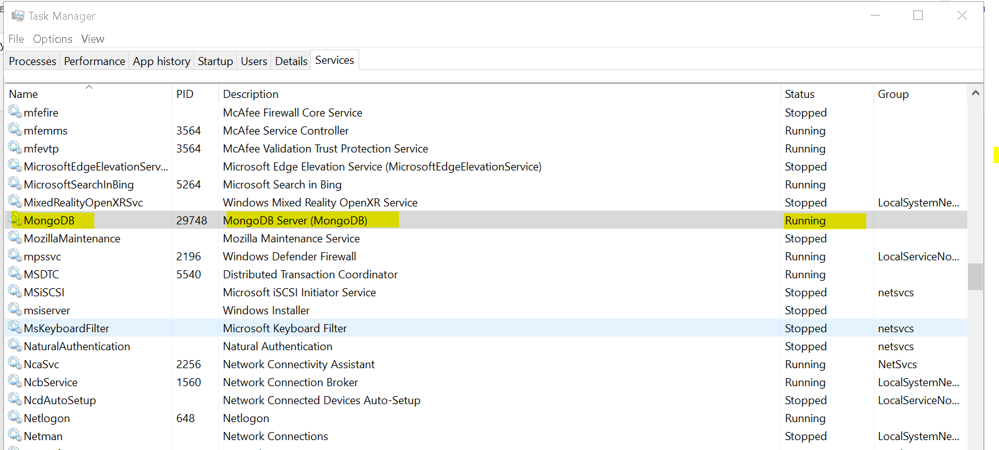 Task Manager
File Options View
Processes Performance App history Startup Users Details Services
Name PID Description Status Group
mfefire McAfee Firewall Core Service Stopped
mfemms 3564 McAfee Service Controller Running
mfevtp 3564 McAfee Validation Trust Protection Service Running
MicrosoftEdgeElevationServ... Microsoft Edge Elevation Service (MicrosoftEdgeElevationService) Stopped
MicrosoftSearchInBing 5264 Microsoft Search in Bing Running
MixedRealityOpenXRSvc Windows Mixed Reality OpenXR Service Stopped LocalSystemNe...
MongoDB 29748 MongoDB Server (MongoDB) Running
MozillaMaintenance Mozilla Maintenance Service Stopped
mpssvc 2196 Windows Defender Firewall Running LocalServiceNo...
MSDTC 5540 Distributed Transaction Coordinator Running
MSiSCSI Microsoft iSCSI Initiator Service Stopped netsvcs
msiserver Windows Installer Stopped
MsKeyboardFilter Microsoft Keyboard Filter Stopped netsvcs
NaturalAuthentication Natural Authentication Stopped netsvcs
NcaSvc 2256 Network Connectivity Assistant Running NetSvcs
NcbService 1560 Network Connection Broker Running LocalSystemNe...
NcdAutoSetup Network Connected Devices Auto-Setup Stopped LocalServiceNo...
Netlogon 648 Netlogon Running
Netman Network Connections Stopped LocalSystemNe...